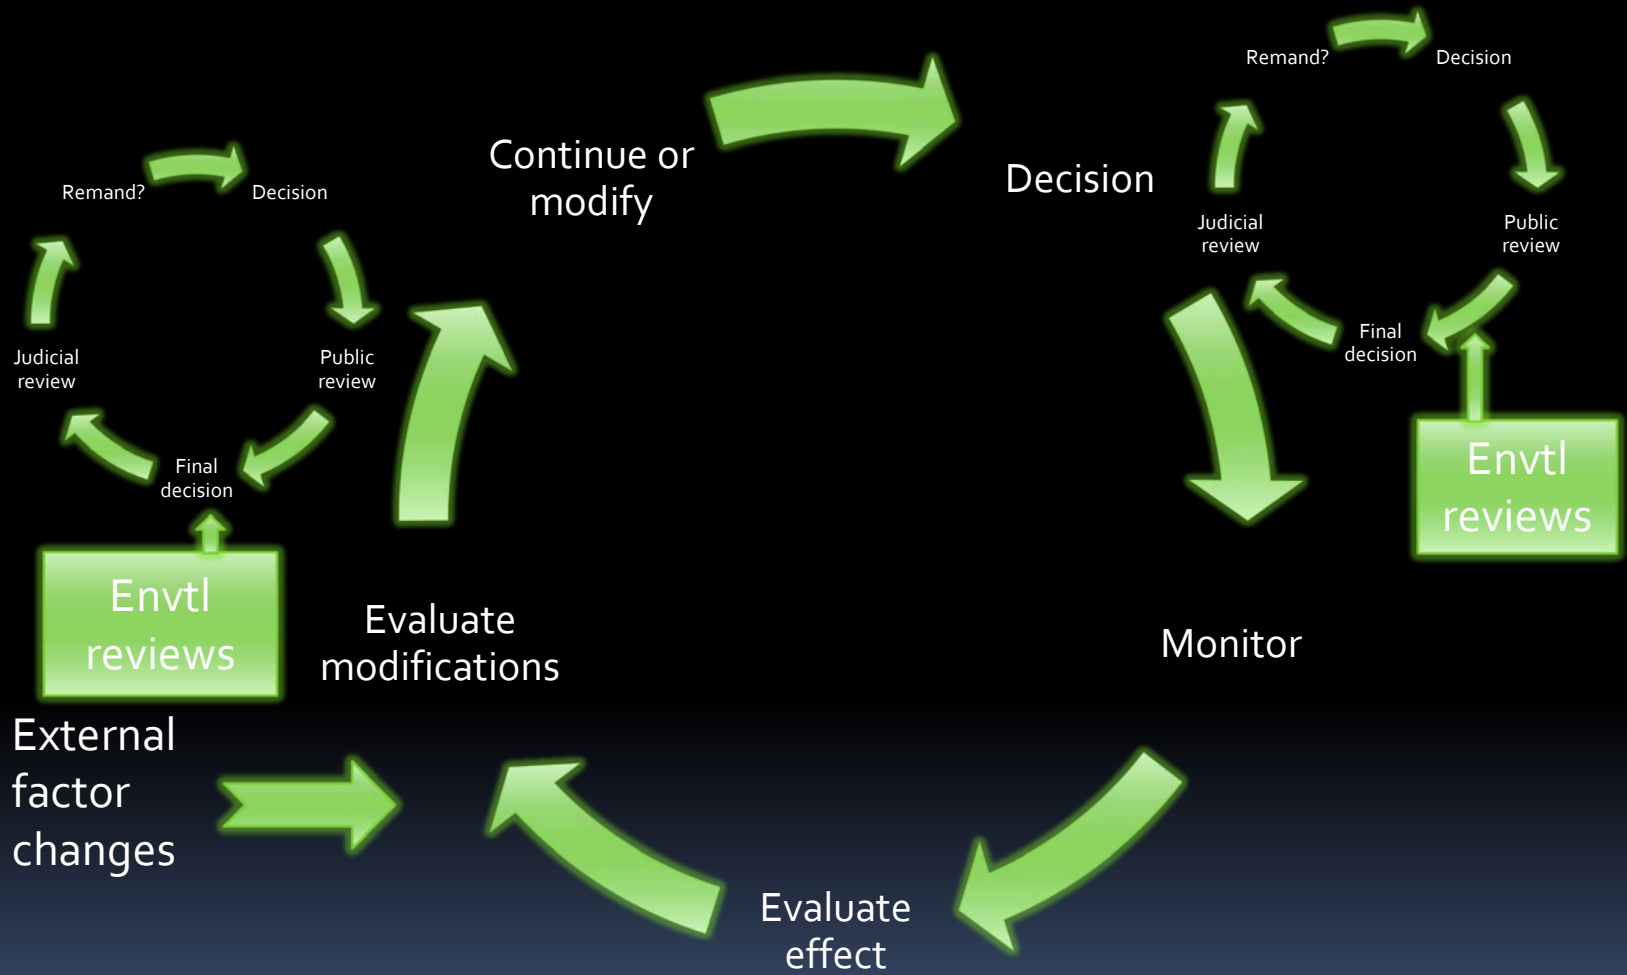 Remand?
Decision
Remand?
Decision
Continue or
modify
Decision
Judicial
review
Public
review
Final
decision
Judicial
review
Public
review
Final
decision
Envtl
reviews
Envtl
reviews
Evaluate
modifications
Monitor
External
factor
changes
Evaluate
effect